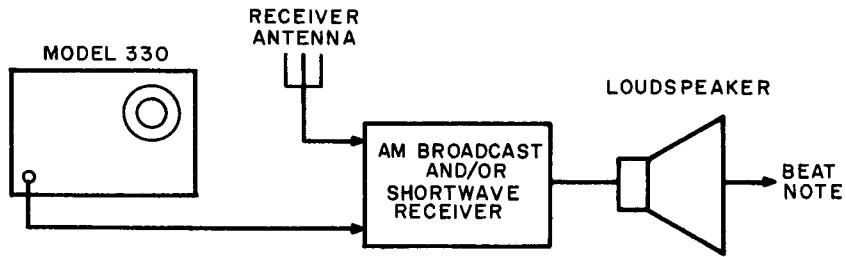 RECEIVER
ANTENNA
MODEL 330
LOUDSPEAKER
AM BROADCAST
AND/OR
SHORTWAVE
RECEIVER
BEAT
NOTE